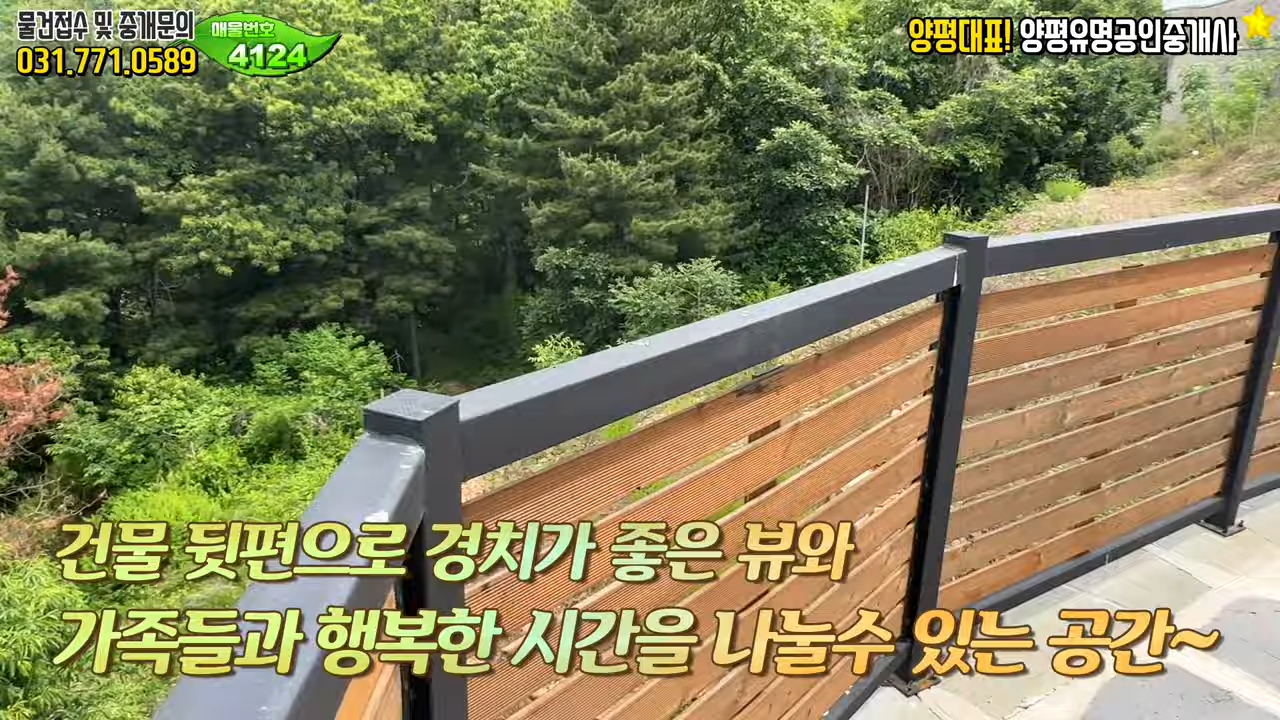 물건접수 및 중개문의
031.771.0589
매물번호
4124
양평대표! 양평유명공인중개사
건물 뒷편으로 경치가 좋은 뷰와
가족들과 행복한 시간을 나눌수 있는 공간~